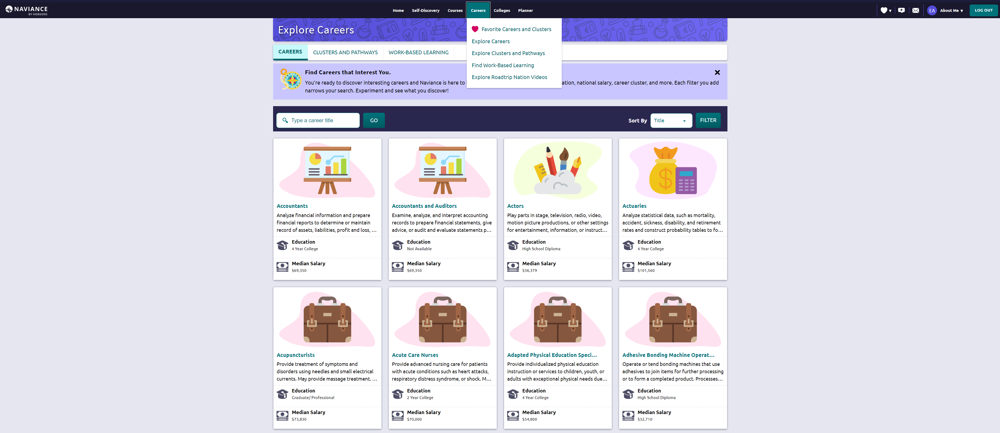 NAVIANCE
BY HOBSONS
Home
Self-Discovery
Courses
Careers
Colleges
Planner
EA
About Me
LOG OUT
Explore Careers
Favorite Careers and Clusters
Explore Careers
Explore Clusters and Pathways
Find Work-Based Learning
Explore Roadtrip Nation Videos
CAREERS
CLUSTERS AND PATHWAYS
WORK-BASED LEARNING
Find Careers that Interest You.
You're ready to discover interesting careers and Naviance is here to
ation, national salary, career cluster, and more. Each filter you add
narrows your search. Experiment and see what you discover!
Type a career title
GO
Sort By
Title
FILTER
Accountants
Analyze financial information and prepare
financial reports to determine or maintain
record of assets, liabilities, profit and loss, ...
Education
4 Year College
Median Salary
$69,350
Accountants and Auditors
Examine, analyze, and interpret accounting
records to prepare financial statements, give
advice, or audit and evaluate statements p...
Education
Not Available
Median Salary
$69,350
Actors
Play parts in stage, television, radio, video,
motion picture productions, or other settings
for entertainment, information, or instruct...
Education
High School Diploma
Median Salary
$36,379
Actuaries
Analyze statistical data, such as mortality,
accident, sickness, disability, and retirement
rates and construct probability tables to fo...
Education
4 Year College
Median Salary
$101,560
Acupuncturists
Provide treatment of symptoms and
disorders using needles and small electrical
currents. May provide massage treatment. ...
Education
Graduate/ Professional
Median Salary
$73,830
Acute Care Nurses
Provide advanced nursing care for patients
with acute conditions such as heart attacks,
respiratory distress syndrome, or shock. M...
Education
2 Year College
Median Salary
$70,000
Adapted Physical Education Speci...
Provide individualized physical education
instruction or services to children, youth, or
adults with exceptional physical needs due...
Education
4 Year College
Median Salary
$54,800
Adhesive Bonding Machine Operat...
Operate or tend bonding machines that use
adhesives to join items for further processing
or to form a completed product. Processes...
Education
High School Diploma
Median Salary
$32,710